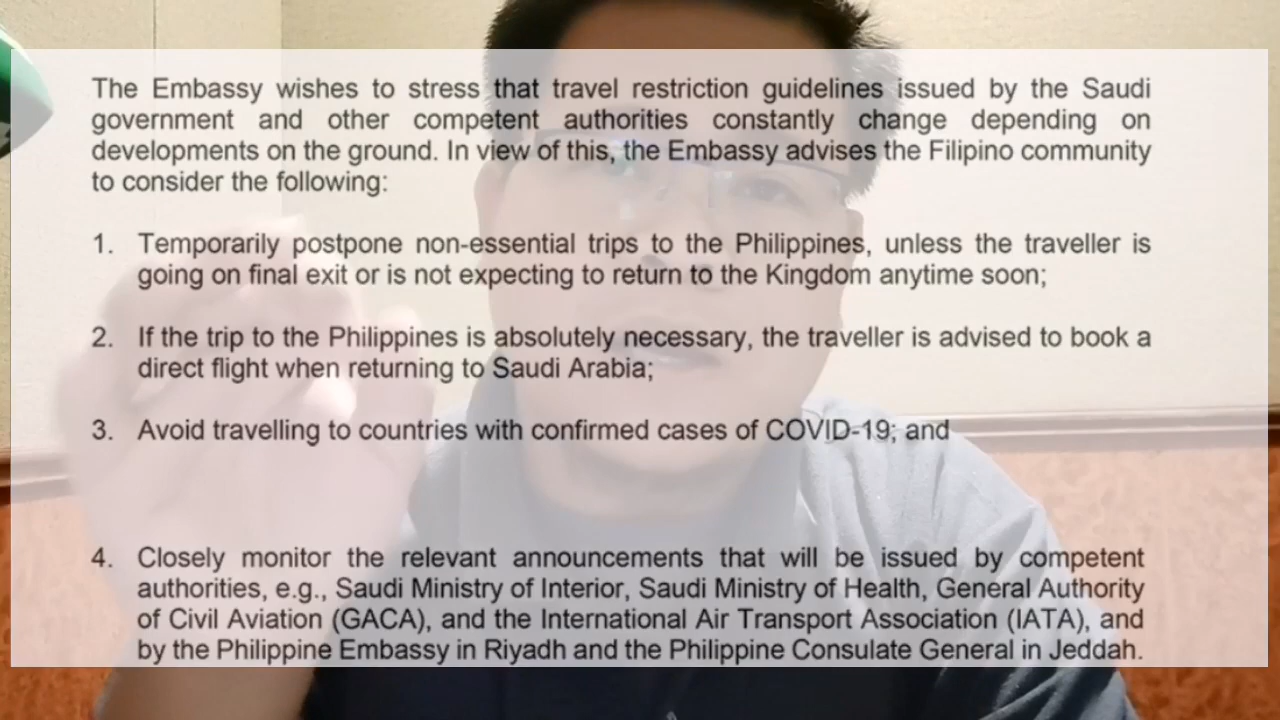 The Embassy wishes to stress that travel restriction guidelines issued by the Saudi
government and other competent authorities constantly change depending on
developments on the ground. In view of this, the Embassy advises the Filipino community
to consider the following:
1. Temporarily postpone non-essential trips to the Philippines, unless the traveller is
going on final exit or is not expecting to return to the Kingdom anytime soon;
2. If the trip to the Philippines is absolutely necessary, the traveller is advised to book a
direct flight when returning to Saudi Arabia;
3. Avoid travelling to countries with confirmed cases of COVID-19; and
4. Closely monitor the relevant announcements that will be issued by competent
authorities, e.g., Saudi Ministry of Interior, Saudi Ministry of Health, General Authority
of Civil Aviation (GACA), and the International Air Transport Association (IATA), and
by the Philippine Embassy in Riyadh and the Philippine Consulate General in Jeddah.